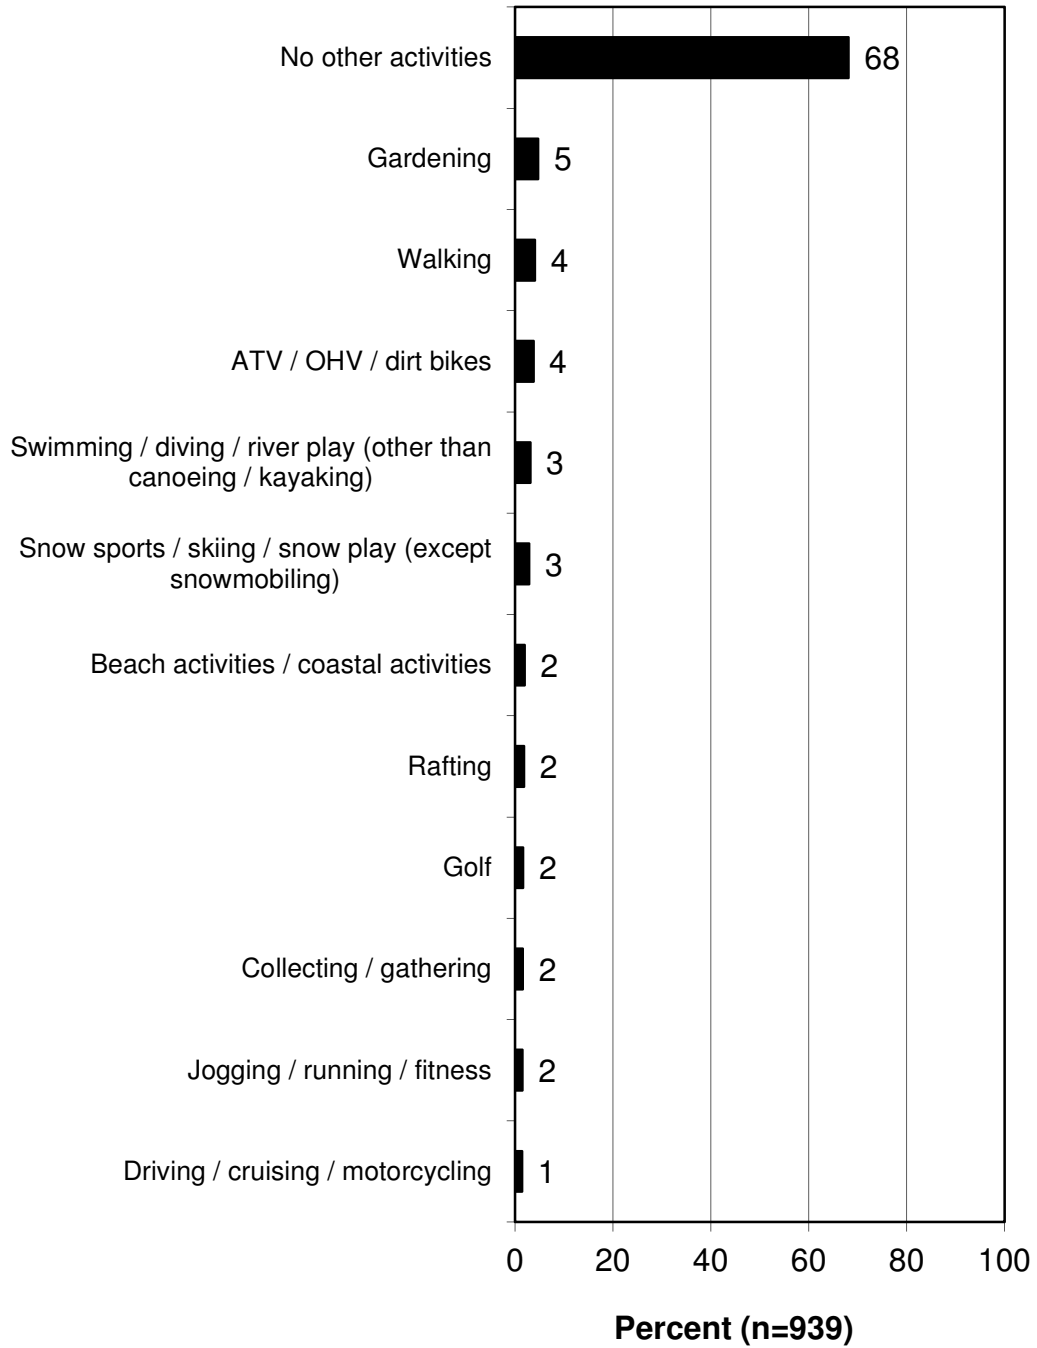 No other activities 68
Gardening 5
Walking 4
ATV / OHV / dirt bikes 4
Swimming / diving / river play (other than
canoeing / kayaking) 3
Snow sports / skiing / snow play (except
snowmobiling) 3
Beach activities / coastal activities 2
Rafting 2
Golf 2
Collecting / gathering 2
Jogging / running / fitness 2
Driving / cruising / motorcycling 1
0 20 40 60 80 100
Percent (n=939)